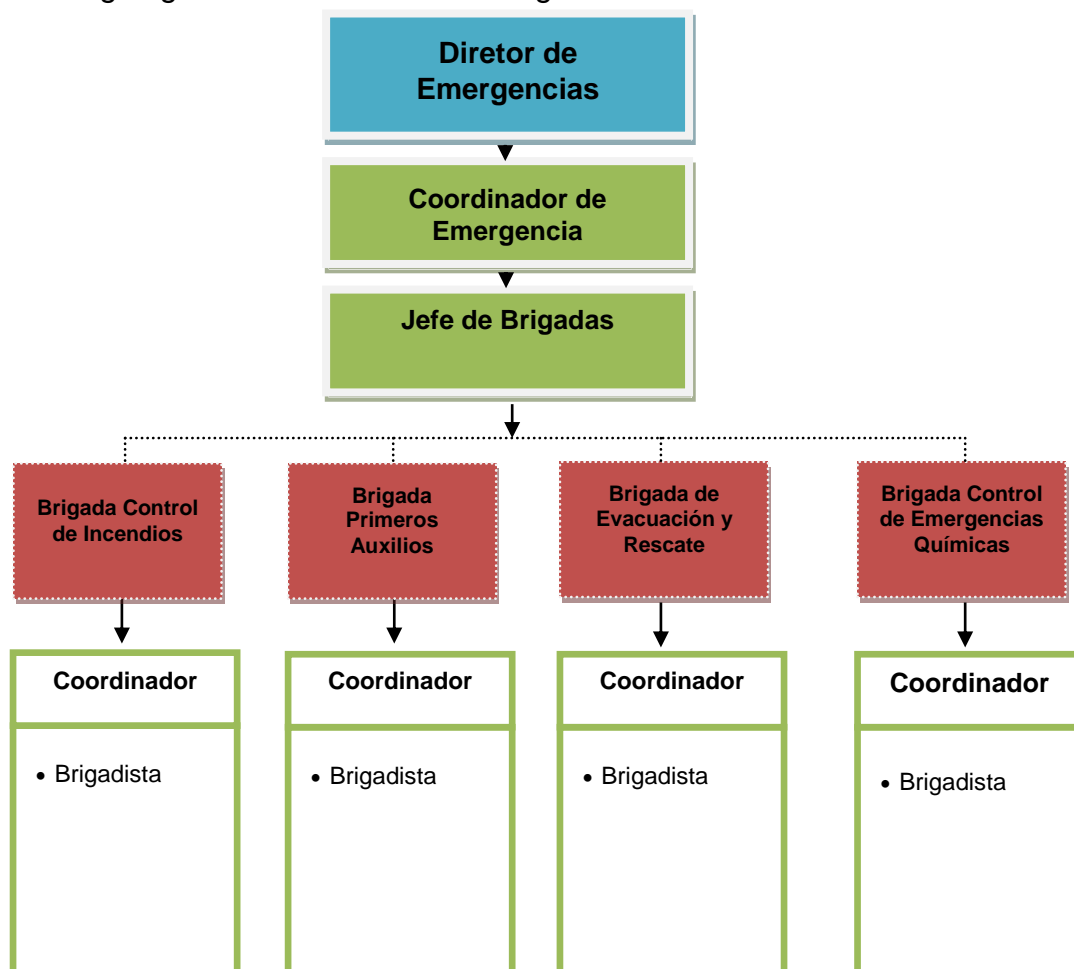 Diretor de
Emergencias
Coordinador de
Emergencia
Jefe de Brigadas
Brigada Control
de Incendios
Brigada
Primeros
Auxilios
Brigada de
Evacuación y
Rescate
Brigada Control
de Emergencias
Químicas
Coordinador
• Brigadista
Coordinador
• Brigadista
Coordinador
• Brigadista
Coordinador
• Brigadista